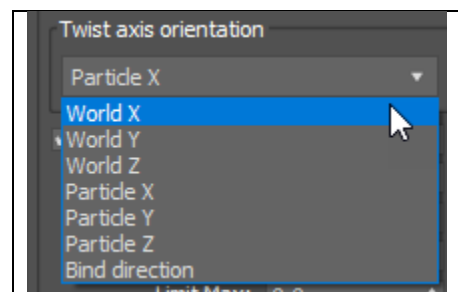 Twist axis orientation
Particle X
World X
World Y
World Z
Particle X
Particle Y
Particle Z
Bind direction